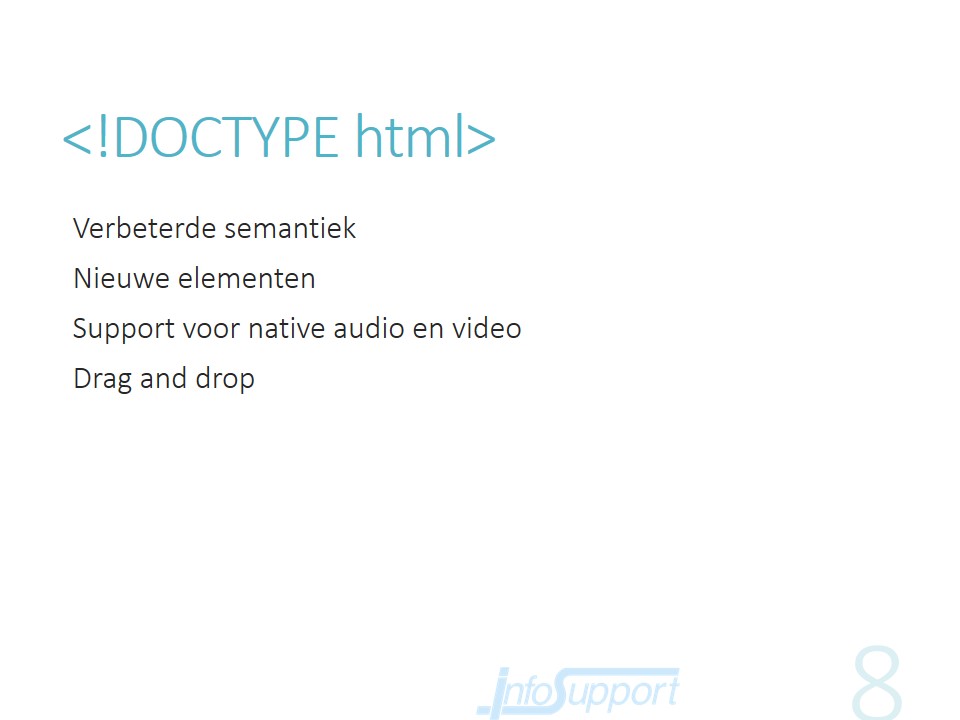 <!DOCTYPE html>
Verbeterde semantiek
Nieuwe elementen
Support voor native audio en video
Drag and drop
infoSupport
8